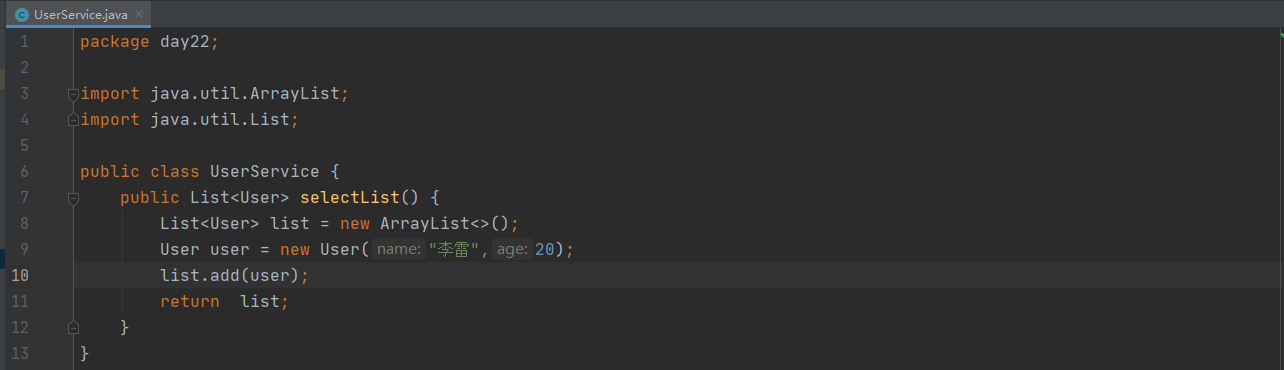 UserService.java
1 package day22;
2
3 import java.util.ArrayList;
4 import java.util.List;
5
6 public class UserService {
7     public List<User> selectList() {
8         List<User> list = new ArrayList<>();
9         User user = new User( name: "李雷", age: 20);
10         list.add(user);
11         return  list;
12     }
13 }